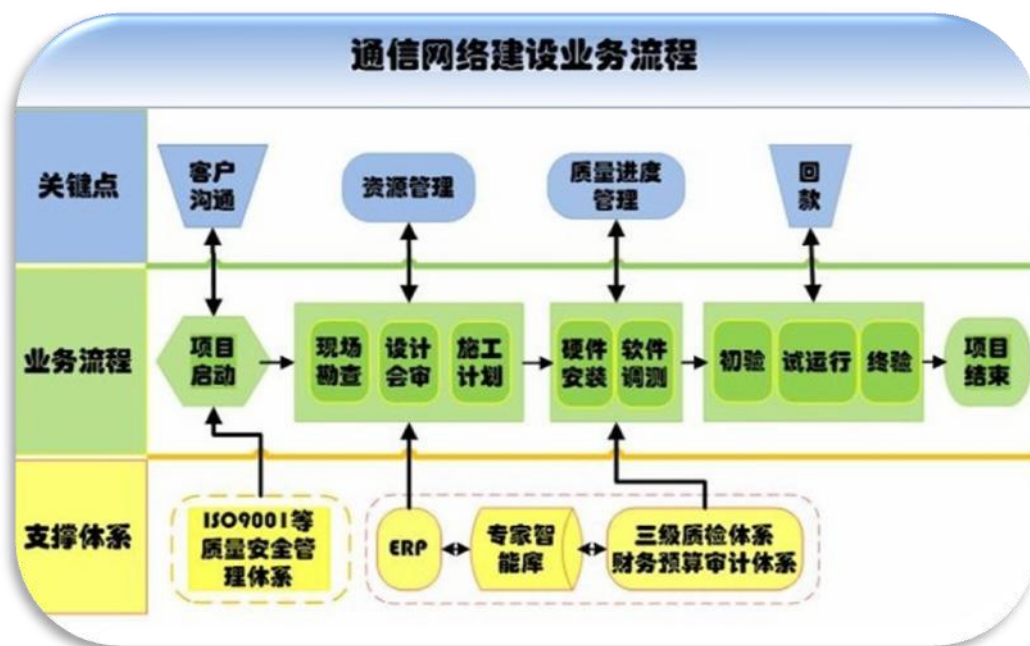 通信网络建设业务流程
关键点
客户
沟通
资源管理
质量进度
管理
回
款
业务流程
项目
启动
现场
勘查
设计
会审
施工
计划
硬件
安装
软件
调测
初验
试运行
终验
项目
结束
支撑体系
ISO9001等
质量安全管
理体系
ERP
专家智
能库
三级质检体系
财务预算审计体系